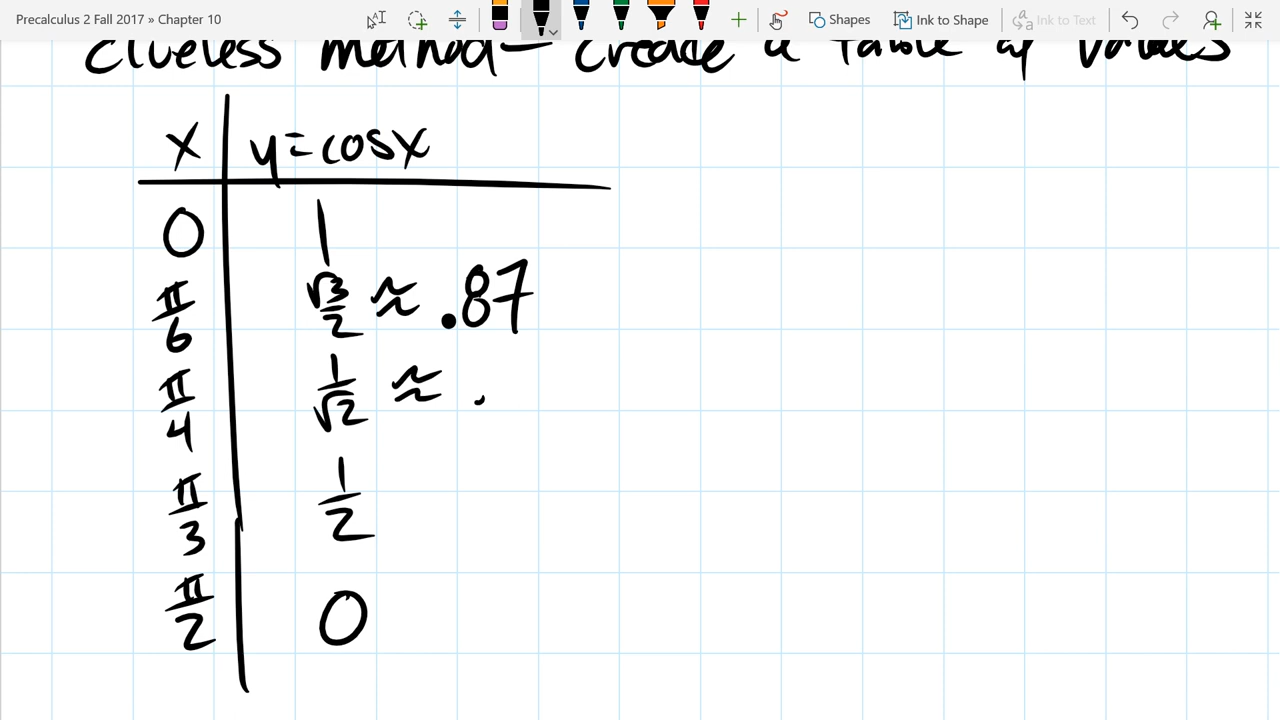 Precalculus 2 Fall 2017 » Chapter 10
Shapes
Ink to Shape
Ink to Text
Clueless method - create a table of values
x y=cosx
0 1
π/6 √3/2 ≈ .87
π/4 1/√2 ≈ .
π/3 1/2
π/2 0